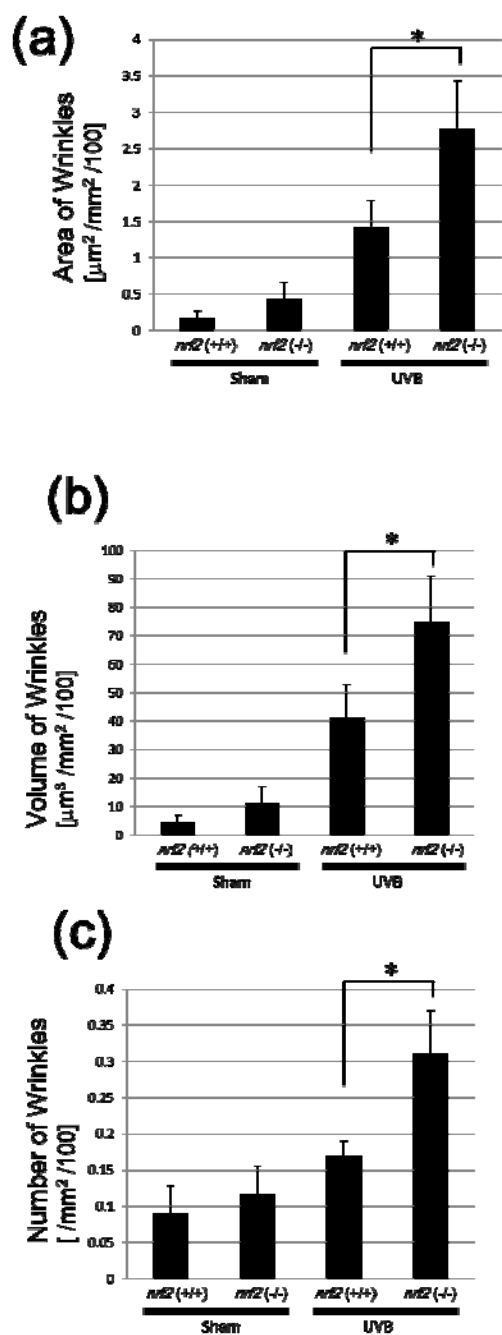 (a)
Area of Wrinkles
[μm² /mm² /100]
4
3.5
3
2.5
2
1.5
1
0.5
0
*
nrf2 (+/+) nrf2 (-/-) nrf2 (+/+) nrf2 (-/-)
Sham UVB
(b)
Volume of Wrinkles
[μm³ /mm² /100]
100
90
80
70
60
50
40
30
20
10
0
*
nrf2 (+/+) nrf2 (-/-) nrf2 (+/+) nrf2 (-/-)
Sham UVB
(c)
Number of Wrinkles
[ /mm² /100]
0.4
0.35
0.3
0.25
0.2
0.15
0.1
0.05
0
*
nrf2 (+/+) nrf2 (-/-) nrf2 (+/+) nrf2 (-/-)
Sham UVB